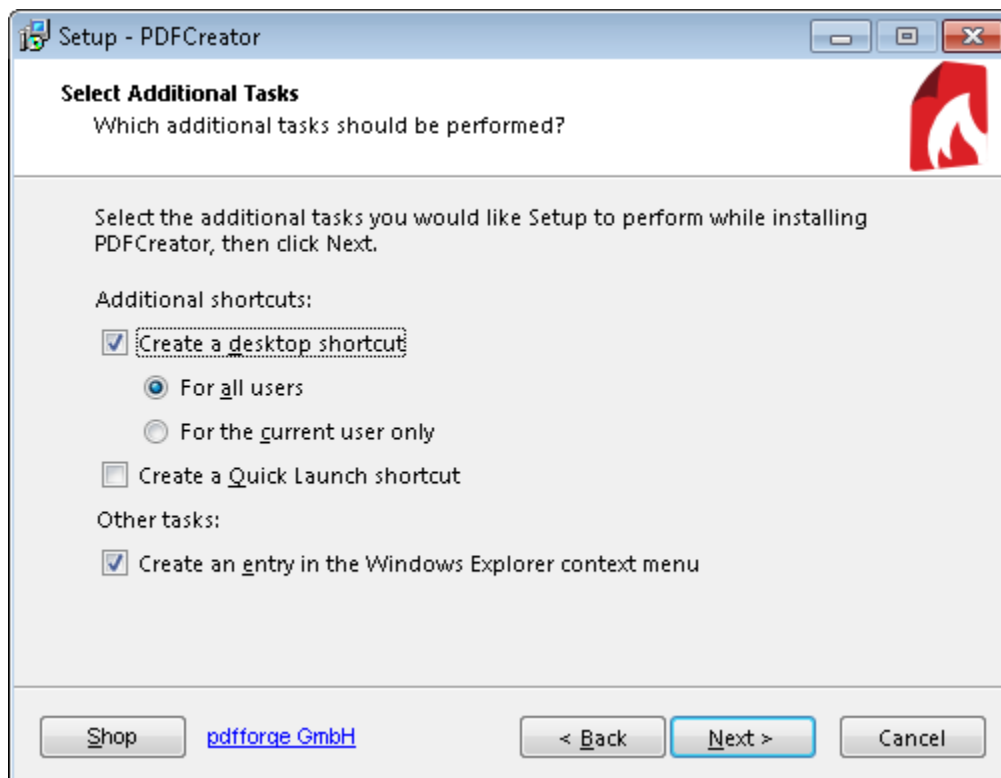 Setup - PDFCreator
Select Additional Tasks
Which additional tasks should be performed?
Select the additional tasks you would like Setup to perform while installing
PDFCreator, then click Next.
Additional shortcuts:
Create a desktop shortcut
For all users
For the current user only
Create a Quick Launch shortcut
Other tasks:
Create an entry in the Windows Explorer context menu
Shop pdfforge GmbH < Back Next > Cancel